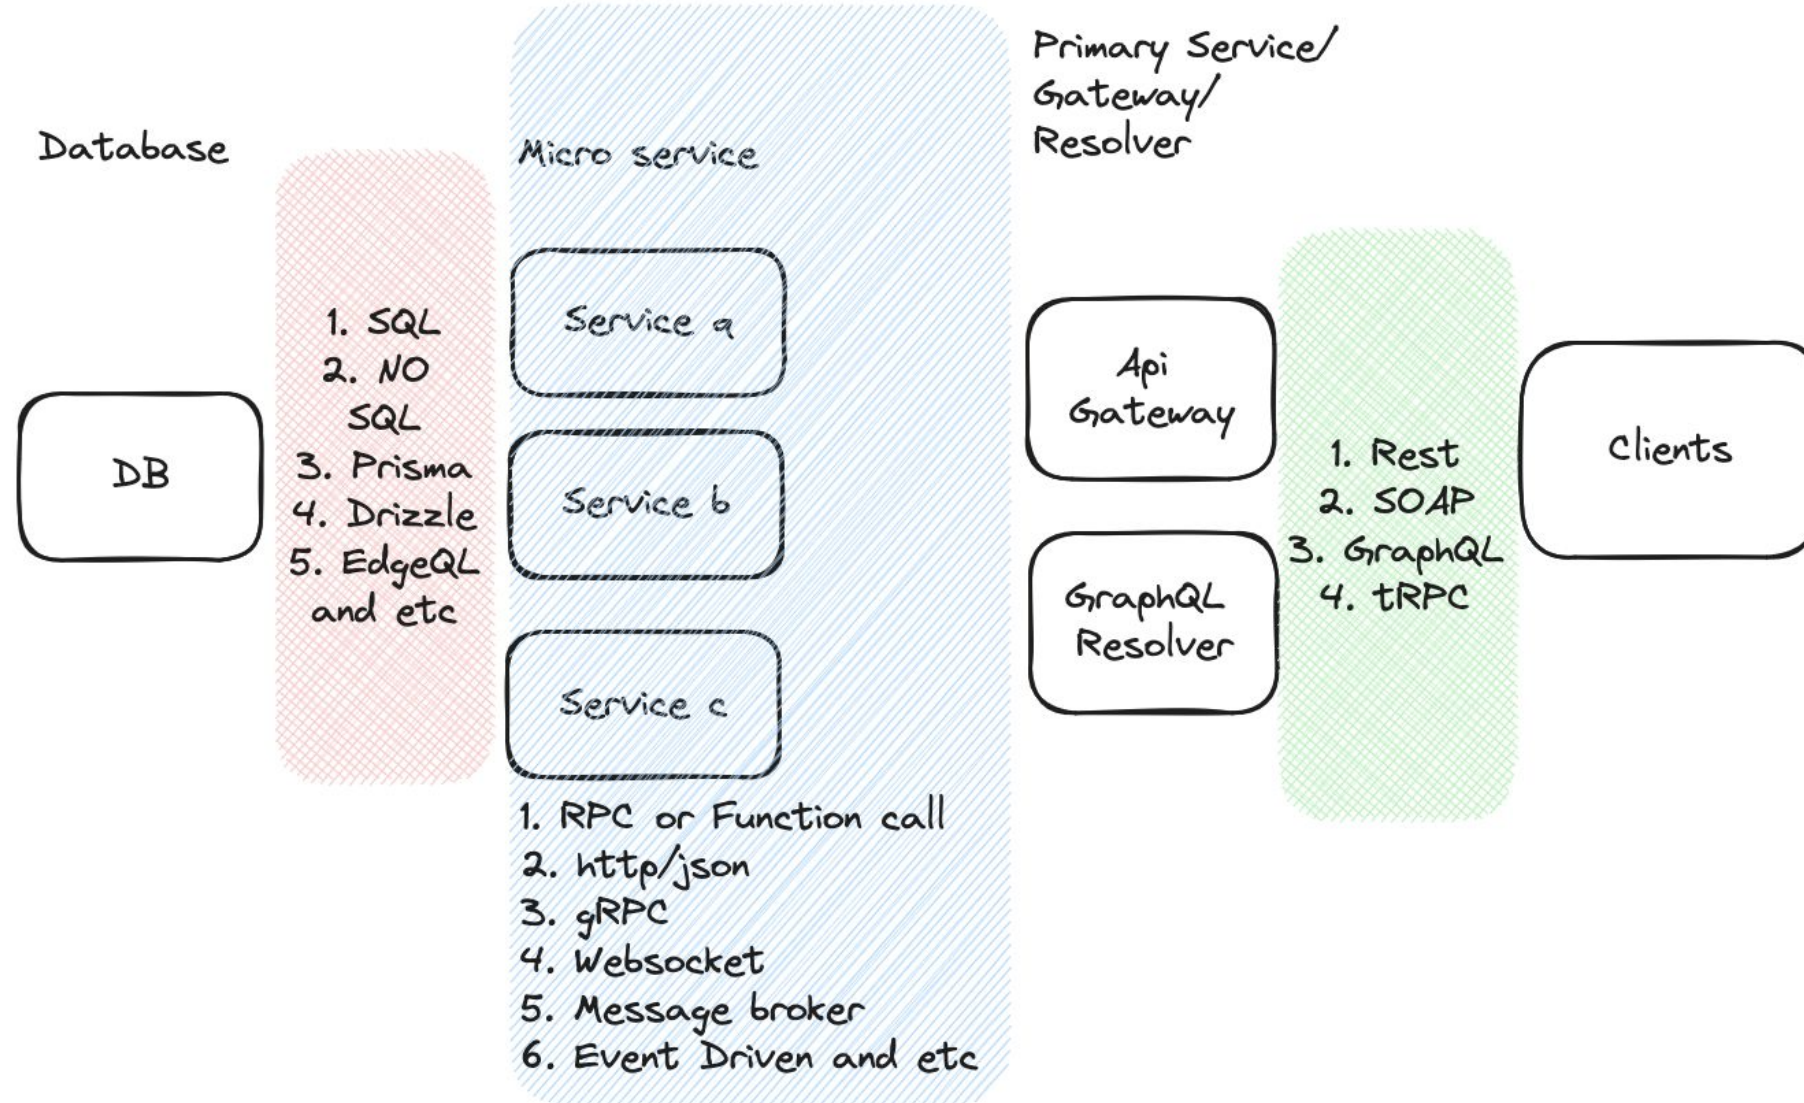 Database
DB
1. SQL
2. NO
SQL
3. Prisma
4. Drizzle
5. EdgeQL
and etc
Micro service
Service a
Service b
Service c
1. RPC or Function call
2. http/json
3. gRPC
4. Websocket
5. Message broker
6. Event Driven and etc
Primary Service/
Gateway/
Resolver
Api
Gateway
GraphQL
Resolver
1. Rest
2. SOAP
3. GraphQL
4. tRPC
Clients